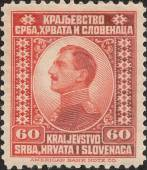 КРАЉЕВСТВО
СРБА, ХРВАТА И СЛОВЕНАЦА
60 60
KRALJEVSTVO
SRBA, HRVATA I SLOVENACA
AMERICAN BANK NOTE CO.